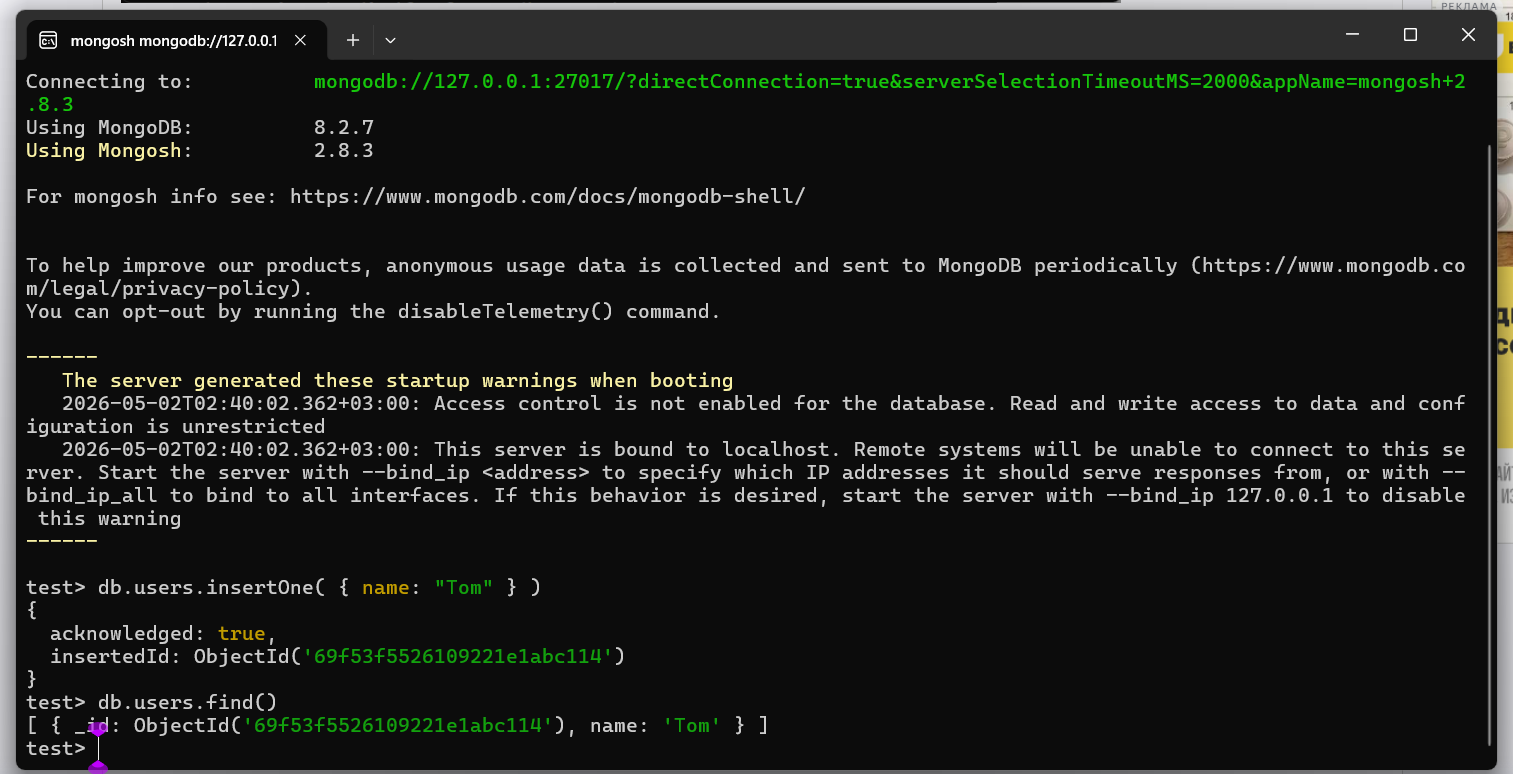 РЕКЛАМА
mongosh mongodb://127.0.0.1
Connecting to: mongodb://127.0.0.1:27017/?directConnection=true&serverSelectionTimeoutMS=2000&appName=mongosh+2
.8.3
Using MongoDB: 8.2.7
Using Mongosh: 2.8.3
For mongosh info see: https://www.mongodb.com/docs/mongodb-shell/
To help improve our products, anonymous usage data is collected and sent to MongoDB periodically (https://www.mongodb.co
m/legal/privacy-policy).
You can opt-out by running the disableTelemetry() command.
------
The server generated these startup warnings when booting
2026-05-02T02:40:02.362+03:00: Access control is not enabled for the database. Read and write access to data and conf
iguration is unrestricted
2026-05-02T02:40:02.362+03:00: This server is bound to localhost. Remote systems will be unable to connect to this se
rver. Start the server with --bind_ip <address> to specify which IP addresses it should serve responses from, or with --
bind_ip_all to bind to all interfaces. If this behavior is desired, start the server with --bind_ip 127.0.0.1 to disable
this warning
------
test> db.users.insertOne( { name: "Tom" } )
{
acknowledged: true,
insertedId: ObjectId('69f53f5526109221e1abc114')
}
test> db.users.find()
[ { _id: ObjectId('69f53f5526109221e1abc114'), name: 'Tom' } ]
test>